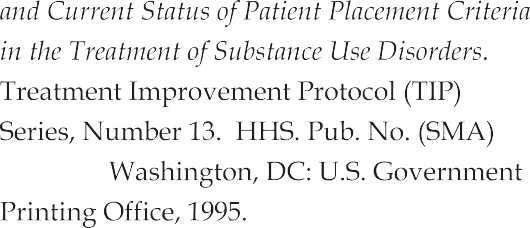 and Current Status of Patient Placement Criteria
in the Treatment of Substance Use Disorders.
Treatment Improvement Protocol (TIP)
Series, Number 13.  HHS. Pub. No. (SMA)
Washington, DC: U.S. Government
Printing Office, 1995.